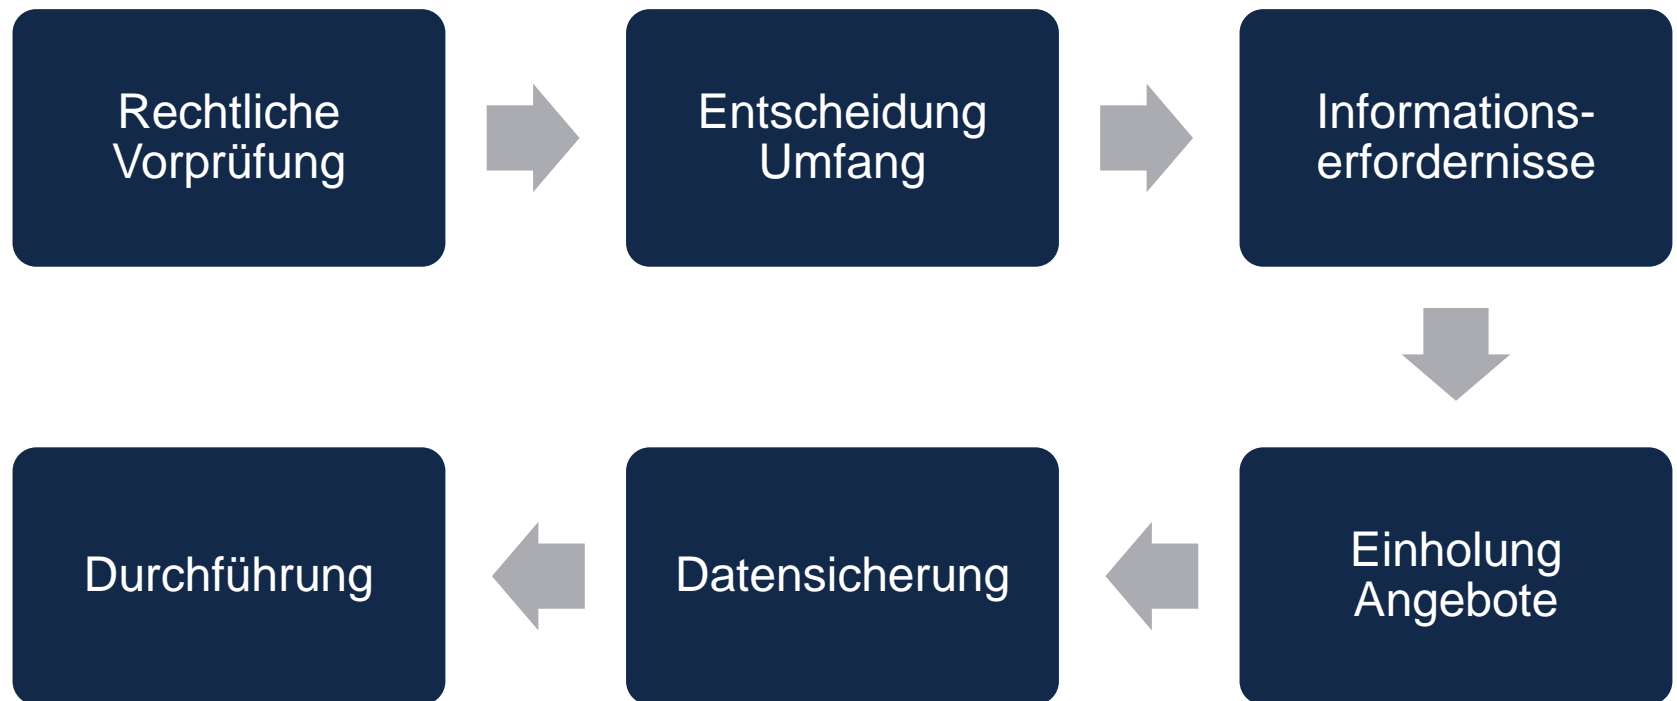 Rechtliche
Vorprüfung
Entscheidung
Umfang
Informations-
erfordernisse
Einholung
Angebote
Datensicherung
Durchführung